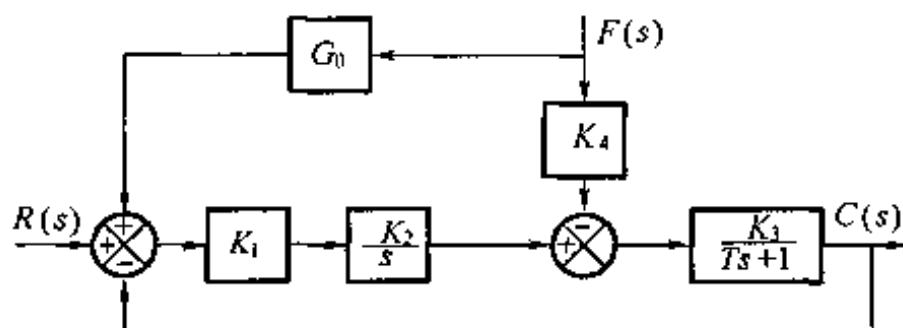 F(s)
G₀
K₄
R(s)
+
+
−
K₁
K₂
s
+
−
K₃
Ts+1
C(s)